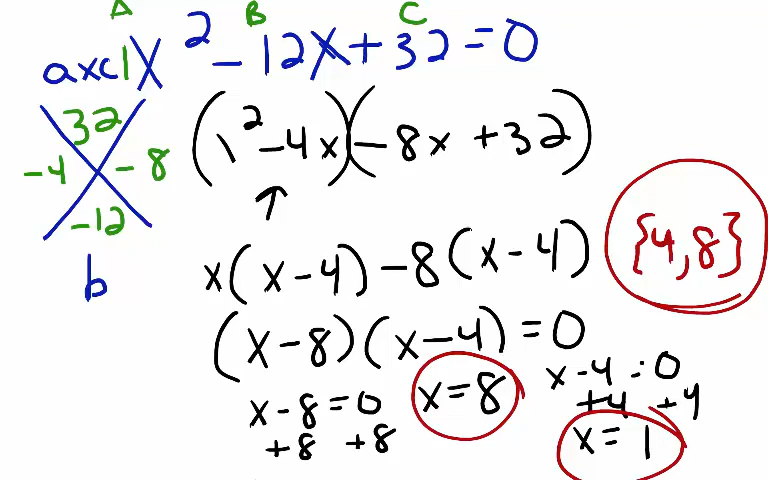 A B C
axc 1x² - 12x + 32 = 0
32
(\² - 4x)(- 8x + 32)
-4 -8
-12
↑
b
x(x - 4) - 8(x - 4)
{4,8}
(x - 8)(x - 4) = 0
x - 8 = 0 x = 8 x - 4 = 0
+8 +8 +4 +4
x = 1